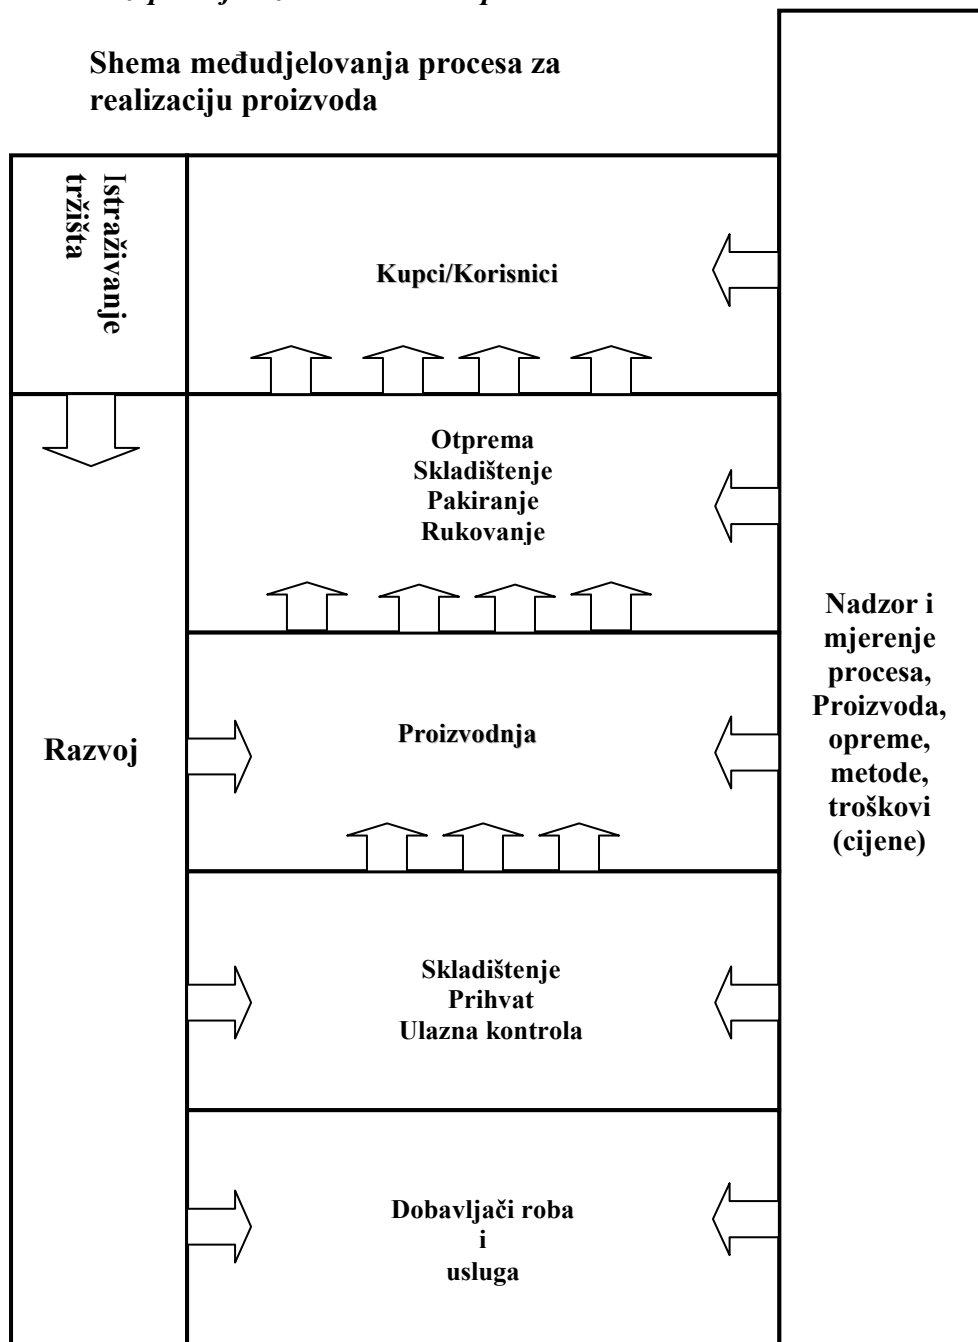 Shema međudjelovanja procesa za
realizaciju proizvoda
Istraživanje
tržišta
Kupci/Korisnici
Otprema
Skladištenje
Pakiranje
Rukovanje
Razvoj
Proizvodnja
Skladištenje
Prihvat
Ulazna kontrola
Dobavljači roba
i
usluga
Nadzor i
mjerenje
procesa,
Proizvoda,
opreme,
metode,
troškovi
(cijene)